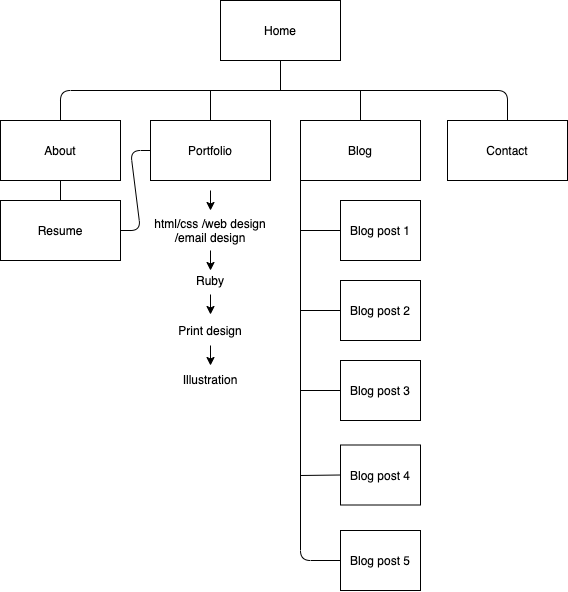 Home
About
Portfolio
Blog
Contact
Resume
html/css /web design
/email design
Ruby
Print design
Illustration
Blog post 1
Blog post 2
Blog post 3
Blog post 4
Blog post 5